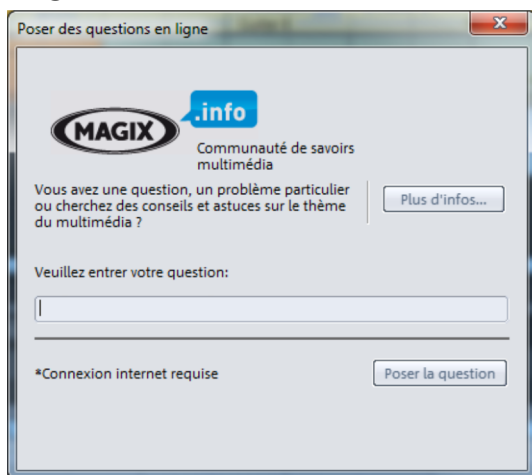 Poser des questions en ligne
MAGIX
.info
Communauté de savoirs
multimédia
Vous avez une question, un problème particulier
ou cherchez des conseils et astuces sur le thème
du multimédia ?
Plus d'infos...
Veuillez entrer votre question:
*Connexion internet requise
Poser la question